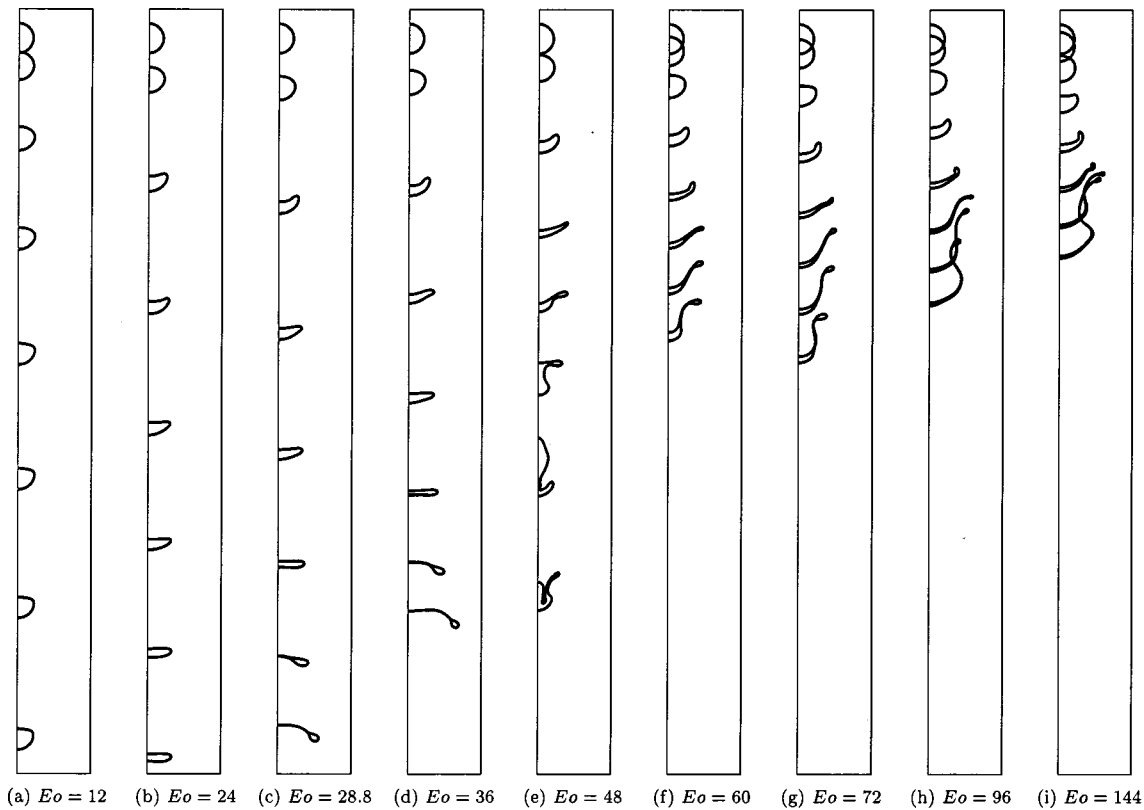 (a) Eo = 12 (b) Eo = 24 (c) Eo = 28.8 (d) Eo = 36 (e) Eo = 48 (f) Eo = 60 (g) Eo = 72 (h) Eo = 96 (i) Eo = 144